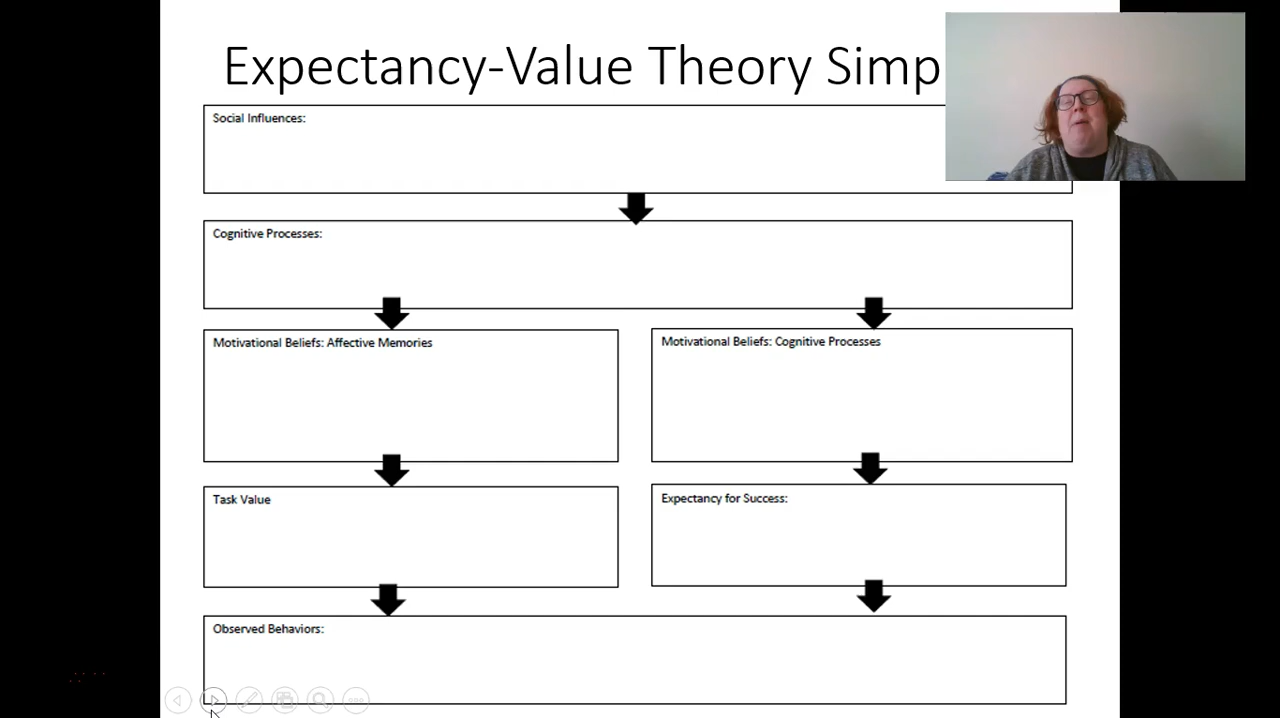 Expectancy-Value Theory Simp
Social Influences:
Cognitive Processes:
Motivational Beliefs: Affective Memories
Motivational Beliefs: Cognitive Processes
Task Value
Expectancy for Success:
Observed Behaviors: